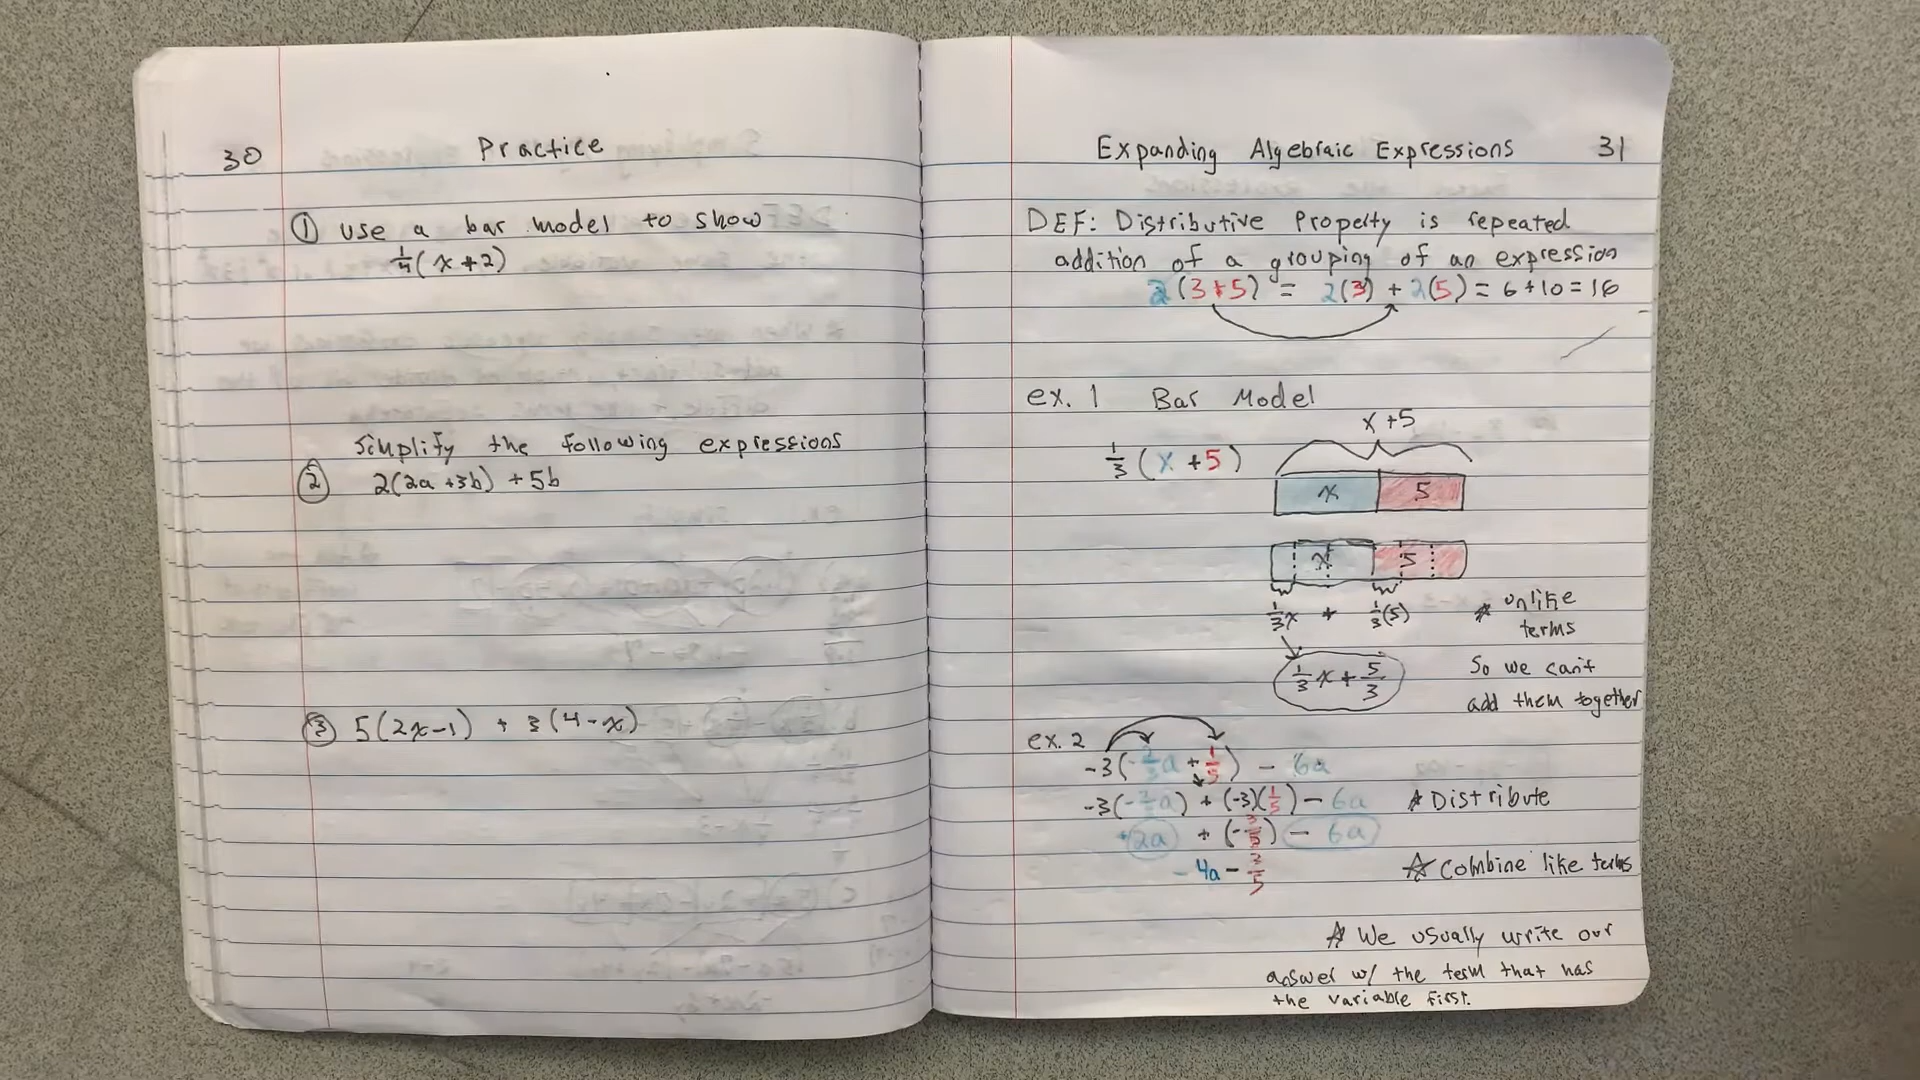 30
Practice
① Use a bar model to show
1/4(x+2)
Simplify the following expressions
② 2(2a+3b)+5b
③ 5(2x-1) + 3(4-x)
Expanding Algebraic Expressions 31
DEF: Distributive Property is repeated
addition of a grouping of an expression
2(3+5) = 2(3)+2(5) = 6+10=16
ex. 1 Bar Model
x+5
1/3(x+5)
x 5
x 5
1/3x + 1/3(5)
* unlike
terms
1/3x+5/3
So we can't
add them together
ex. 2
-3(-2/3a+1/5) - 6a
-3(-2/3a) + (-3)(1/5) - 6a ☆ Distribute
+2a + (-3/5) - 6a
-4a-3/5 ☆ Combine like terms
☆ We usually write our
answer w/ the term that has
the variable first.